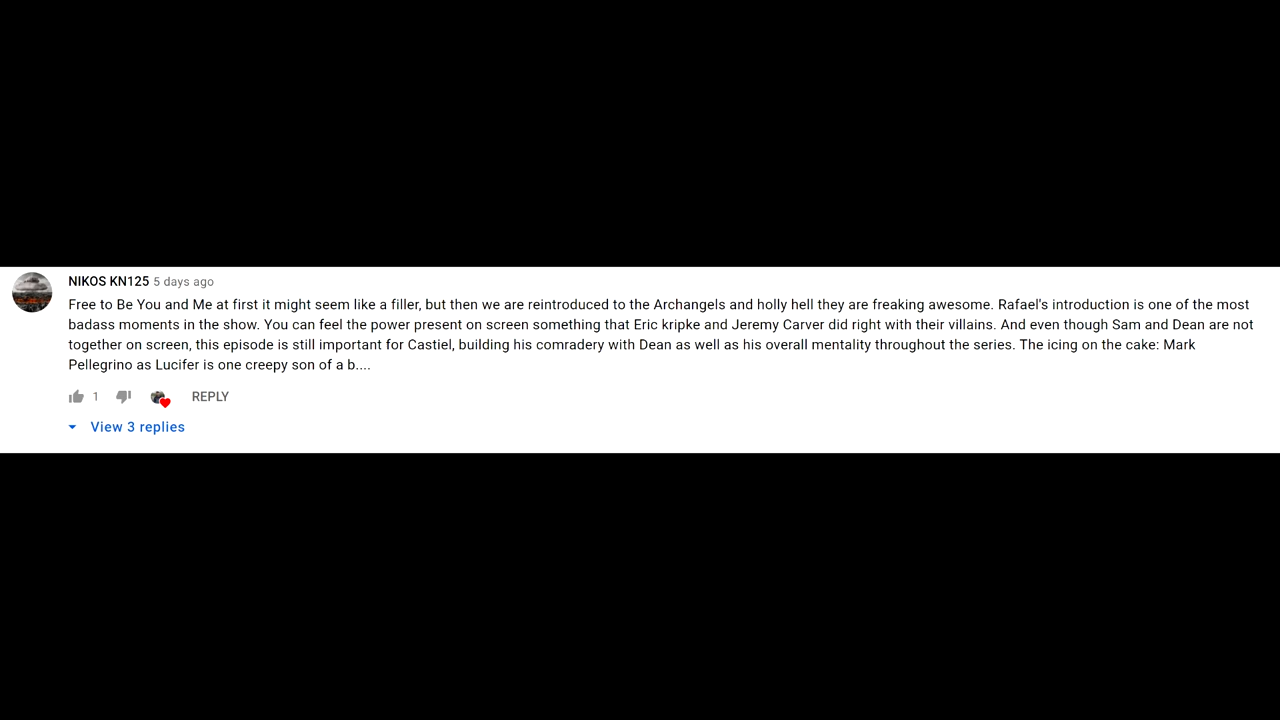 NIKOS KN125 5 days ago
Free to Be You and Me at first it might seem like a filler, but then we are reintroduced to the Archangels and holly hell they are freaking awesome. Rafael's introduction is one of the most
badass moments in the show. You can feel the power present on screen something that Eric kripke and Jeremy Carver did right with their villains. And even though Sam and Dean are not
together on screen, this episode is still important for Castiel, building his comradery with Dean as well as his overall mentality throughout the series. The icing on the cake: Mark
Pellegrino as Lucifer is one creepy son of a b....
1 REPLY
View 3 replies